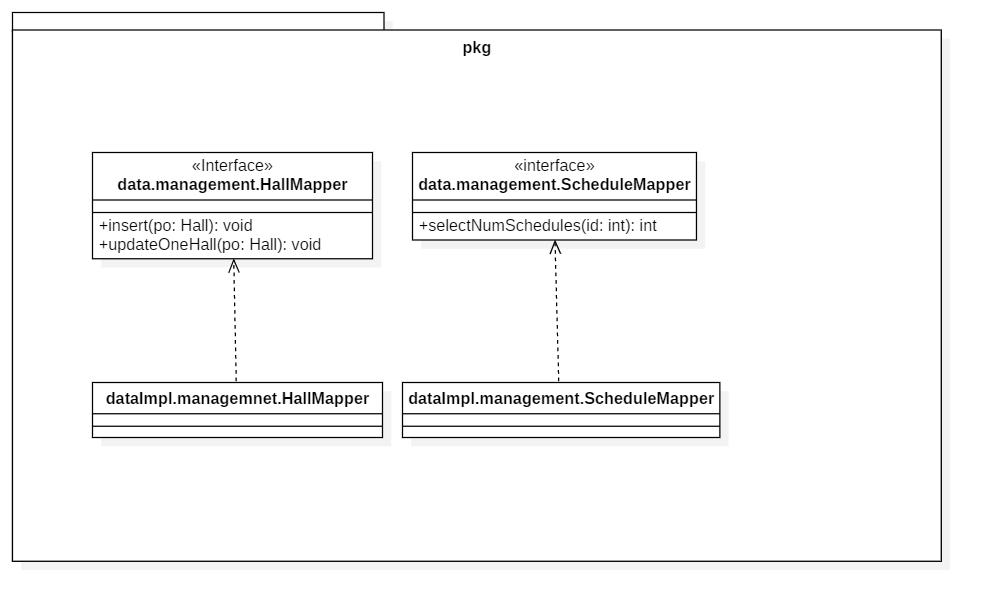 pkg
«Interface»
data.management.HallMapper
+insert(po: Hall): void
+updateOneHall(po: Hall): void
«interface»
data.management.ScheduleMapper
+selectNumSchedules(id: int): int
dataImpl.managemnet.HallMapper
dataImpl.management.ScheduleMapper